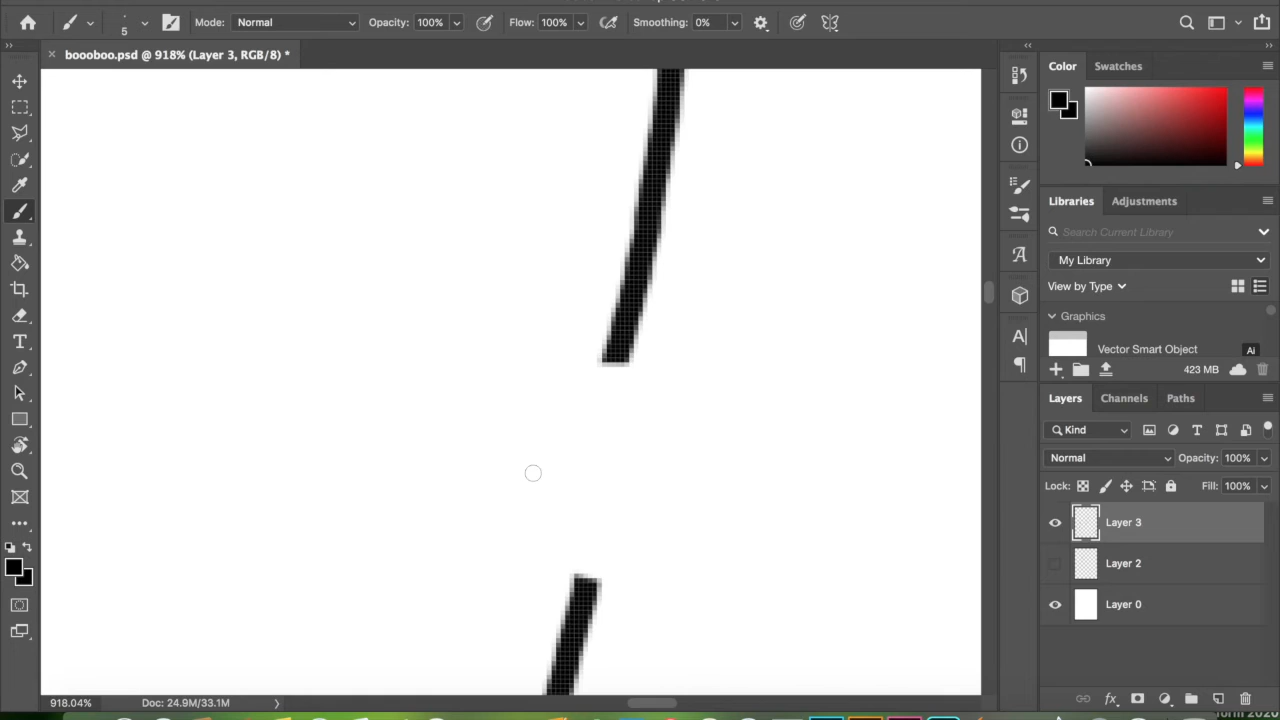 5 Mode: Normal Opacity: 100% Flow: 100% Smoothing: 0%
boooboo.psd @ 918% (Layer 3, RGB/8) *
Color Swatches
Libraries Adjustments
Search Current Library
My Library
View by Type
Graphics
Vector Smart Object Ai
423 MB
Layers Channels Paths
Kind
Normal Opacity: 100%
Lock: Fill: 100%
Layer 3
Layer 2
Layer 0
918.04% Doc: 24.9M/33.1M